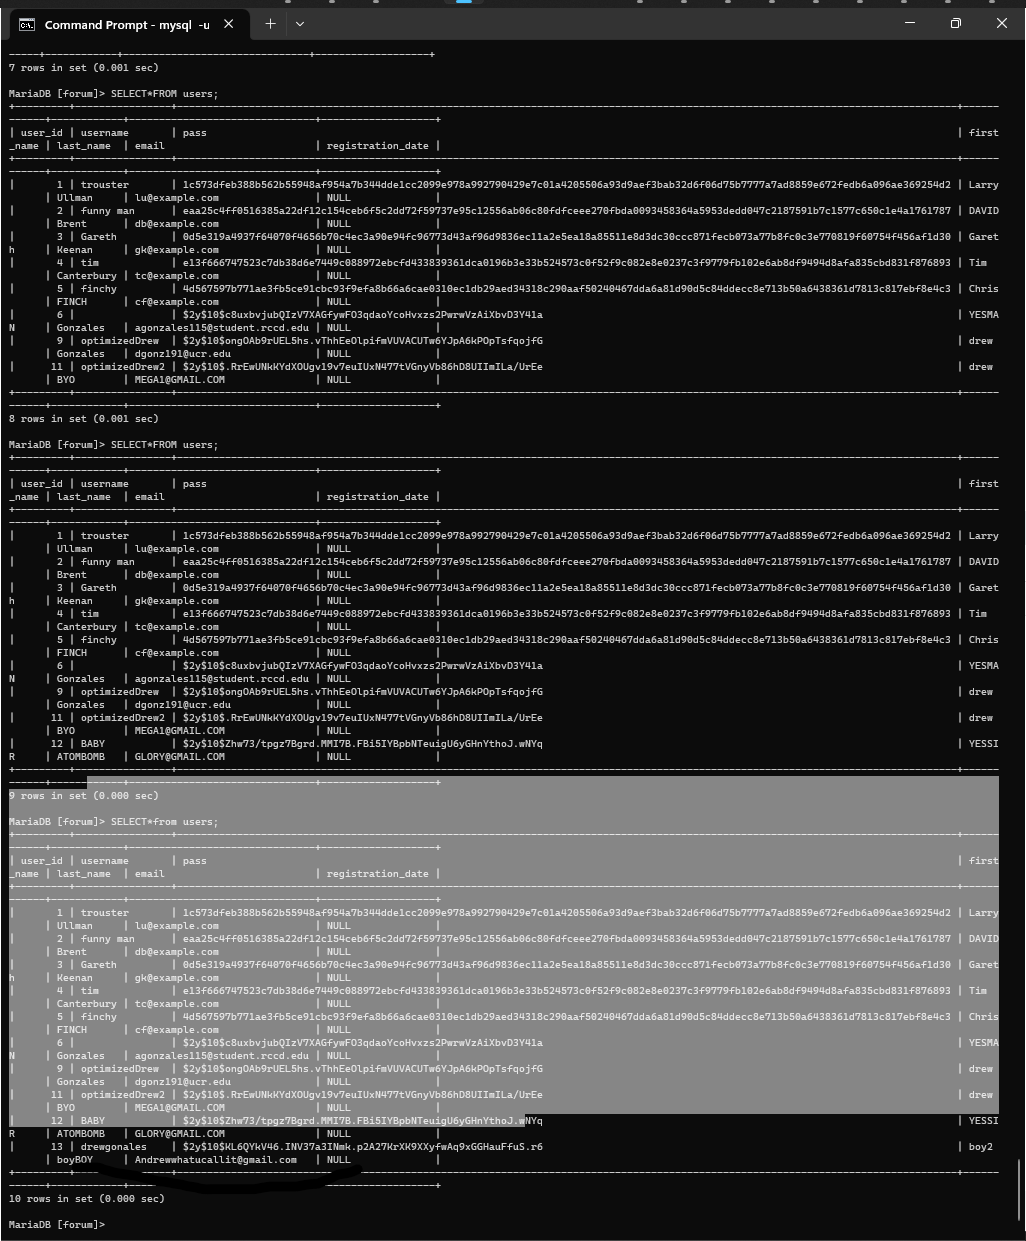 Command Prompt - mysql -u
7 rows in set (0.001 sec)
MariaDB [forum]> SELECT*FROM users;
| user_id | username | pass | first
_name | last_name | email | registration_date |
| 1 | trouster | 1c573dfeb388b562b55948af954a7b344dde1cc2099e978a992790429e7c01a4205506a93d9aef3bab32d6f06d75b7777a7ad8859e672fedb6a096ae369254d2 | Larry
| Ullman | lu@example.com | NULL |
| 2 | funny man | eaa25c4ff0516385a22df12c154ceb6f5c2dd72f59737e95c12556ab06c80fdfceee270fbda0093458364a5953dedd047c2187591b7c1577c650c1e4a1761787 | DAVID
| Brent | db@example.com | NULL |
| 3 | Gareth | 0d5e319a4937f64070f4656b70c4ec3a90e94fc96773d43af96d9836ec11a2e5ea18a85511e8d3dc30ccc871fecb073a77b8fc0c3e770819f60754f456af1d30 | Garet
h | Keenan | gk@example.com | NULL |
| 4 | tim | e13f666747523c7db38d6e7449c088972ebcfd433839361dca0196b3e33b524573c0f52f9c082e8e0237c3f9779fb102e6ab8df9494d8afa835cbd831f876893 | Tim
| Canterbury | tc@example.com | NULL |
| 5 | finchy | 4d567597b771ae3fb5ce91cbc93f9efa8b66a6cae0310ec1db29aed34318c290aaf50240467dda6a81d90d5c84ddecc8e713b50a6438361d7813c817ebf8e4c3 | Chris
| FINCH | cf@example.com | NULL |
| 6 | | $2y$10$c8uxbvjubQIzV7XAGfywFO3qdaoYcoHvxzs2PwrwVzAiXbvD3Y41a | YESMA
N | Gonzales | agonzales115@student.rccd.edu | NULL |
| 9 | optimizedDrew | $2y$10$ongOAb9rUEL5hs.vThhEeOlpifmVUVACUTw6YJpA6kPOpTsfqojfG | drew
| Gonzales | dgonz191@ucr.edu | NULL |
| 11 | optimizedDrew2 | $2y$10$.RrEwUNkKYdXOUgv19v7euIUxN477tVGnyVb86hD8UIImILa/UrEe | drew
| BYO | MEGA1@GMAIL.COM | NULL |
8 rows in set (0.001 sec)
MariaDB [forum]> SELECT*FROM users;
| user_id | username | pass | first
_name | last_name | email | registration_date |
| 1 | trouster | 1c573dfeb388b562b55948af954a7b344dde1cc2099e978a992790429e7c01a4205506a93d9aef3bab32d6f06d75b7777a7ad8859e672fedb6a096ae369254d2 | Larry
| Ullman | lu@example.com | NULL |
| 2 | funny man | eaa25c4ff0516385a22df12c154ceb6f5c2dd72f59737e95c12556ab06c80fdfceee270fbda0093458364a5953dedd047c2187591b7c1577c650c1e4a1761787 | DAVID
| Brent | db@example.com | NULL |
| 3 | Gareth | 0d5e319a4937f64070f4656b70c4ec3a90e94fc96773d43af96d9836ec11a2e5ea18a85511e8d3dc30ccc871fecb073a77b8fc0c3e770819f60754f456af1d30 | Garet
h | Keenan | gk@example.com | NULL |
| 4 | tim | e13f666747523c7db38d6e7449c088972ebcfd433839361dca0196b3e33b524573c0f52f9c082e8e0237c3f9779fb102e6ab8df9494d8afa835cbd831f876893 | Tim
| Canterbury | tc@example.com | NULL |
| 5 | finchy | 4d567597b771ae3fb5ce91cbc93f9efa8b66a6cae0310ec1db29aed34318c290aaf50240467dda6a81d90d5c84ddecc8e713b50a6438361d7813c817ebf8e4c3 | Chris
| FINCH | cf@example.com | NULL |
| 6 | | $2y$10$c8uxbvjubQIzV7XAGfywFO3qdaoYcoHvxzs2PwrwVzAiXbvD3Y41a | YESMA
N | Gonzales | agonzales115@student.rccd.edu | NULL |
| 9 | optimizedDrew | $2y$10$ongOAb9rUEL5hs.vThhEeOlpifmVUVACUTw6YJpA6kPOpTsfqojfG | drew
| Gonzales | dgonz191@ucr.edu | NULL |
| 11 | optimizedDrew2 | $2y$10$.RrEwUNkKYdXOUgv19v7euIUxN477tVGnyVb86hD8UIImILa/UrEe | drew
| BYO | MEGA1@GMAIL.COM | NULL |
| 12 | BABY | $2y$10$Zhw73/tpgz7Bgrd.MMI7B.FBi5IYBpbNTeuigU6yGHnYthoJ.wNYq | YESSI
R | ATOMBOMB | GLORY@GMAIL.COM | NULL |
9 rows in set (0.000 sec)
MariaDB [forum]> SELECT*from users;
| user_id | username | pass | first
_name | last_name | email | registration_date |
| 1 | trouster | 1c573dfeb388b562b55948af954a7b344dde1cc2099e978a992790429e7c01a4205506a93d9aef3bab32d6f06d75b7777a7ad8859e672fedb6a096ae369254d2 | Larry
| Ullman | lu@example.com | NULL |
| 2 | funny man | eaa25c4ff0516385a22df12c154ceb6f5c2dd72f59737e95c12556ab06c80fdfceee270fbda0093458364a5953dedd047c2187591b7c1577c650c1e4a1761787 | DAVID
| Brent | db@example.com | NULL |
| 3 | Gareth | 0d5e319a4937f64070f4656b70c4ec3a90e94fc96773d43af96d9836ec11a2e5ea18a85511e8d3dc30ccc871fecb073a77b8fc0c3e770819f60754f456af1d30 | Garet
h | Keenan | gk@example.com | NULL |
| 4 | tim | e13f666747523c7db38d6e7449c088972ebcfd433839361dca0196b3e33b524573c0f52f9c082e8e0237c3f9779fb102e6ab8df9494d8afa835cbd831f876893 | Tim
| Canterbury | tc@example.com | NULL |
| 5 | finchy | 4d567597b771ae3fb5ce91cbc93f9efa8b66a6cae0310ec1db29aed34318c290aaf50240467dda6a81d90d5c84ddecc8e713b50a6438361d7813c817ebf8e4c3 | Chris
| FINCH | cf@example.com | NULL |
| 6 | | $2y$10$c8uxbvjubQIzV7XAGfywFO3qdaoYcoHvxzs2PwrwVzAiXbvD3Y41a | YESMA
N | Gonzales | agonzales115@student.rccd.edu | NULL |
| 9 | optimizedDrew | $2y$10$ongOAb9rUEL5hs.vThhEeOlpifmVUVACUTw6YJpA6kPOpTsfqojfG | drew
| Gonzales | dgonz191@ucr.edu | NULL |
| 11 | optimizedDrew2 | $2y$10$.RrEwUNkKYdXOUgv19v7euIUxN477tVGnyVb86hD8UIImILa/UrEe | drew
| BYO | MEGA1@GMAIL.COM | NULL |
| 12 | BABY | $2y$10$Zhw73/tpgz7Bgrd.MMI7B.FBi5IYBpbNTeuigU6yGHnYthoJ.wNYq | YESSI
R | ATOMBOMB | GLORY@GMAIL.COM | NULL |
| 13 | drewgonales | $2y$10$KL6QYkV46.INV37a3INmk.p2A27KrXK9XXyfwAq9xGGHauFfuS.r6 | boy2
| boyBOY | Andrewwhatucallit@gmail.com | NULL |
10 rows in set (0.000 sec)
MariaDB [forum]>